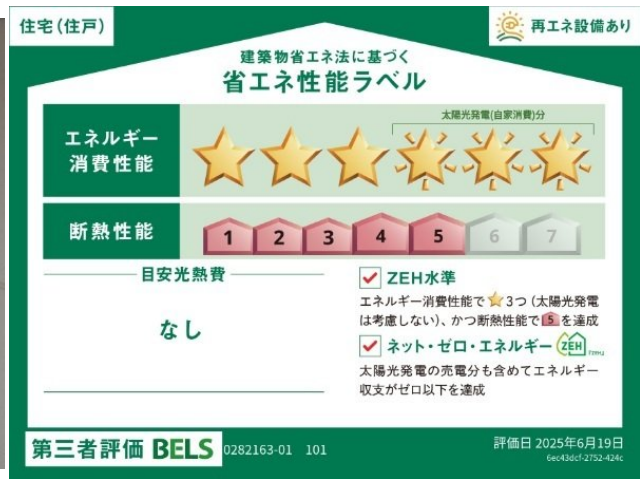 住宅(住戸)
再エネ設備あり
建築物省エネ法に基づく
省エネ性能ラベル
太陽光発電(自家消費)分
エネルギー
消費性能
断熱性能
1 2 3 4 5 6 7
目安光熱費
なし
ZEH水準
エネルギー消費性能で 3つ(太陽光発電
は考慮しない)、かつ断熱性能で 5 を達成
ネット・ゼロ・エネルギー ZEH
太陽光発電の売電分も含めてエネルギー
収支がゼロ以下を達成
第三者評価 BELS 0282163-01 101
評価日 2025年6月19日
6ec43dcf-2752-424c